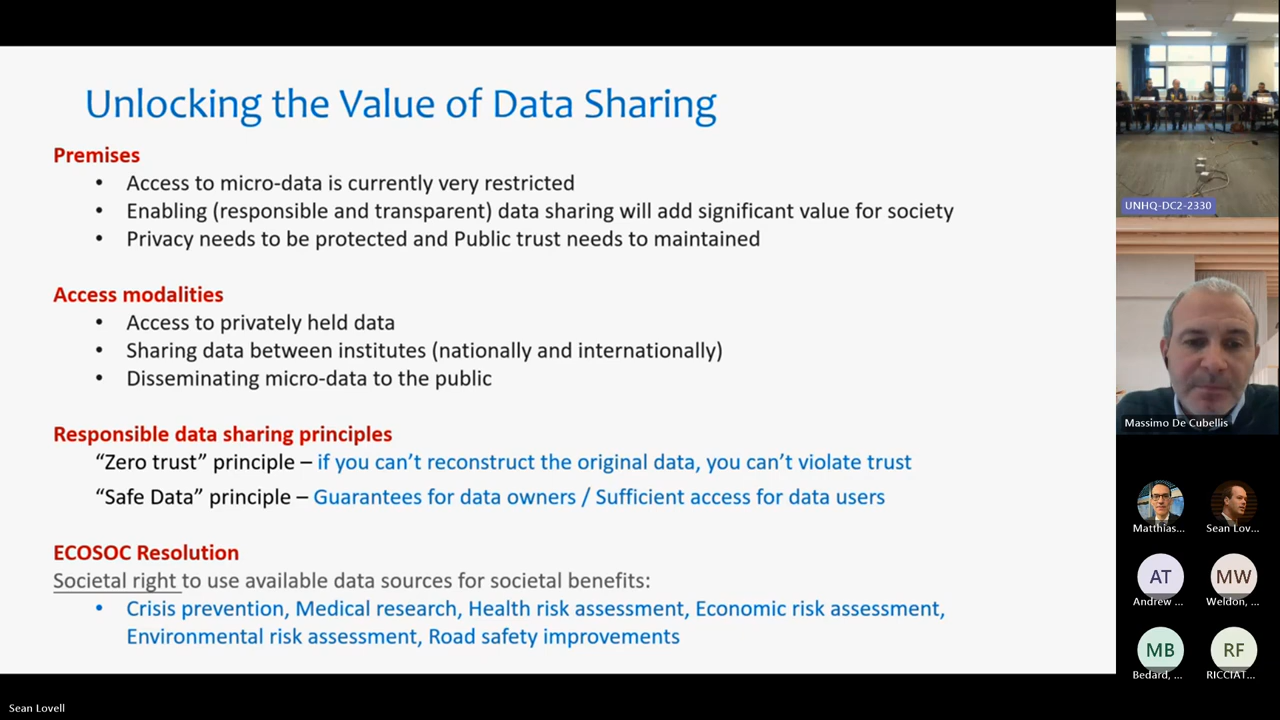 Unlocking the Value of Data Sharing
Premises
• Access to micro-data is currently very restricted
• Enabling (responsible and transparent) data sharing will add significant value for society
• Privacy needs to be protected and Public trust needs to maintained
Access modalities
• Access to privately held data
• Sharing data between institutes (nationally and internationally)
• Disseminating micro-data to the public
Responsible data sharing principles
“Zero trust” principle – if you can’t reconstruct the original data, you can’t violate trust
“Safe Data” principle – Guarantees for data owners / Sufficient access for data users
ECOSOC Resolution
Societal right to use available data sources for societal benefits:
• Crisis prevention, Medical research, Health risk assessment, Economic risk assessment,
Environmental risk assessment, Road safety improvements
UNHQ-DC2-2330
Massimo De Cubellis
Matthias...
Sean Lov...
AT
Andrew ...
MW
Weldon, ...
MB
Bedard, ...
RF
RICCIAT...
Sean Lovell